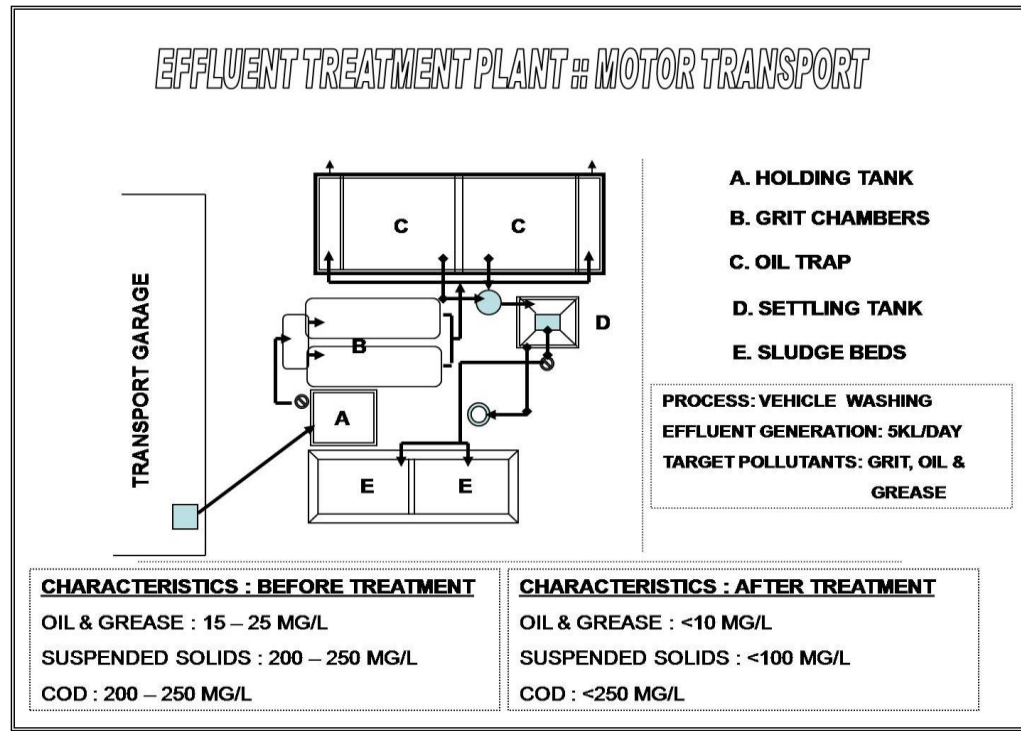 EFFLUENT TREATMENT PLANT :: MOTOR TRANSPORT
TRANSPORT GARAGE
C
C
B
D
A
E
E
A. HOLDING TANK
B. GRIT CHAMBERS
C. OIL TRAP
D. SETTLING TANK
E. SLUDGE BEDS
PROCESS: VEHICLE WASHING
EFFLUENT GENERATION: 5KL/DAY
TARGET POLLUTANTS: GRIT, OIL &
GREASE
CHARACTERISTICS : BEFORE TREATMENT
OIL & GREASE : 15 – 25 MG/L
SUSPENDED SOLIDS : 200 – 250 MG/L
COD : 200 – 250 MG/L
CHARACTERISTICS : AFTER TREATMENT
OIL & GREASE : <10 MG/L
SUSPENDED SOLIDS : <100 MG/L
COD : <250 MG/L